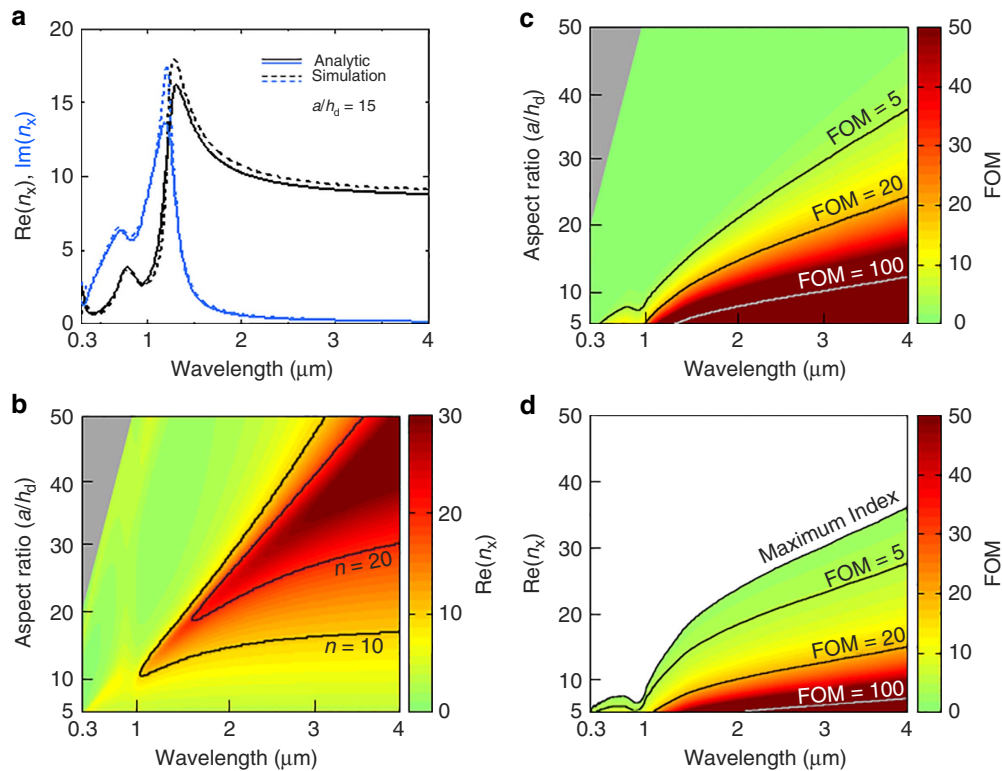 a
20
15
10
5
0
Re(nx), Im(nx)
Analytic
Simulation
a/hd = 15
0.3
1
2
3
4
Wavelength (μm)
c
50
40
30
20
10
5
Aspect ratio (a/hd)
FOM = 5
FOM = 20
FOM = 100
0.3
1
2
3
4
Wavelength (μm)
50
40
30
20
10
0
FOM
b
50
40
30
20
10
5
Aspect ratio (a/hd)
n = 20
n = 10
0.3
1
2
3
4
Wavelength (μm)
30
20
10
0
Re(nx)
d
50
40
30
20
10
5
Re(nx)
Maximum Index
FOM = 5
FOM = 20
FOM = 100
0.3
1
2
3
4
Wavelength (μm)
50
40
30
20
10
0
FOM